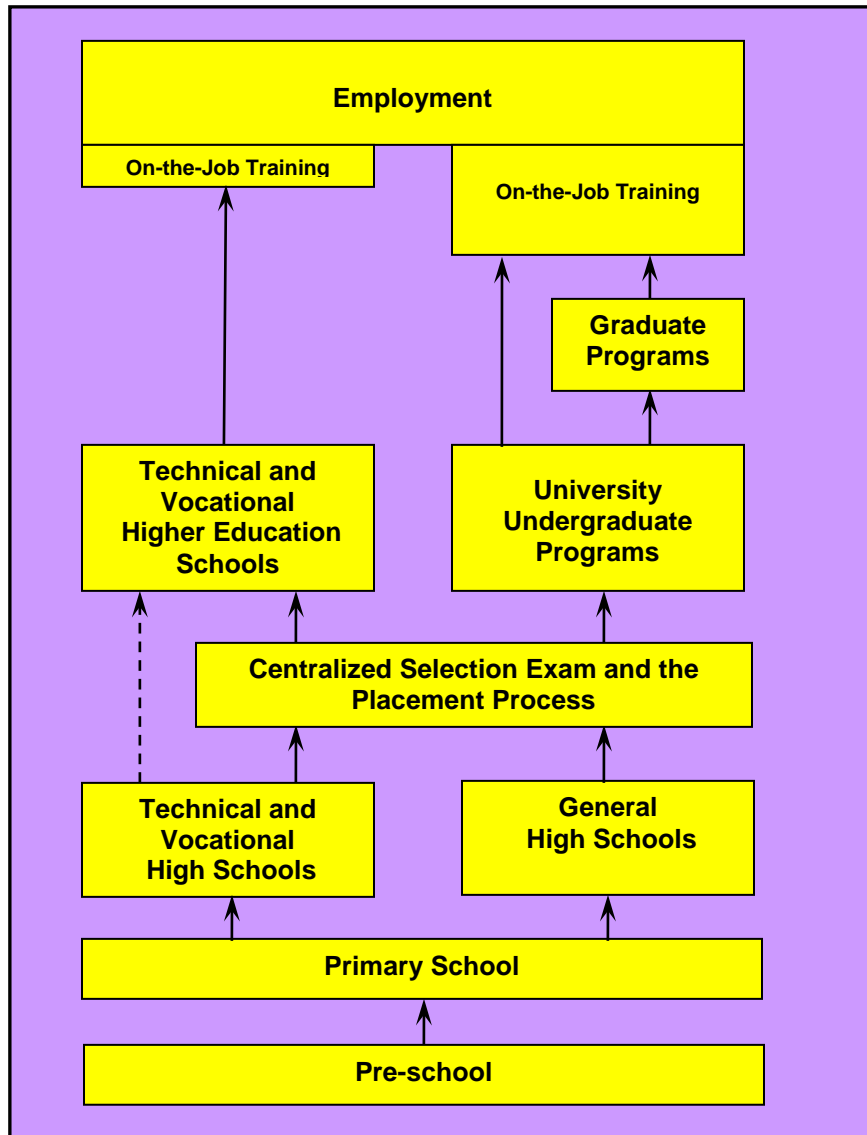 Employment
On-the-Job Training
On-the-Job Training
Graduate
Programs
Technical and
Vocational
Higher Education
Schools
University
Undergraduate
Programs
Centralized Selection Exam and the
Placement Process
Technical and
Vocational
High Schools
General
High Schools
Primary School
Pre-school